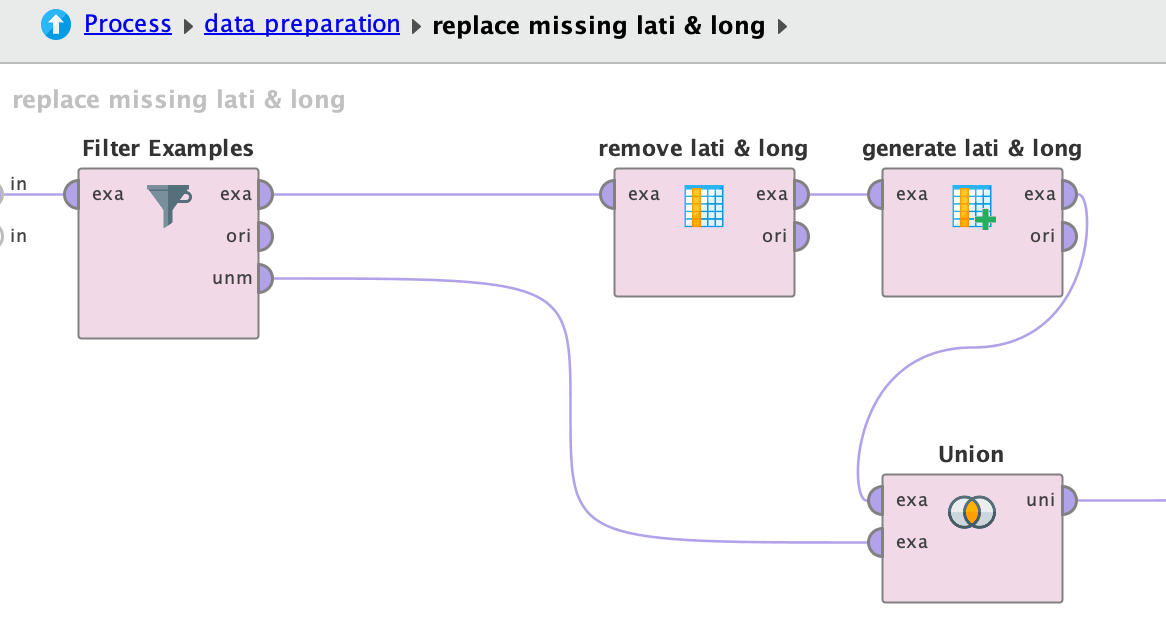 Process data preparation replace missing lati & long
replace missing lati & long
Filter Examples remove lati & long generate lati & long
in exa exa exa exa exa exa
in ori ori ori
unm
Union
exa uni
exa